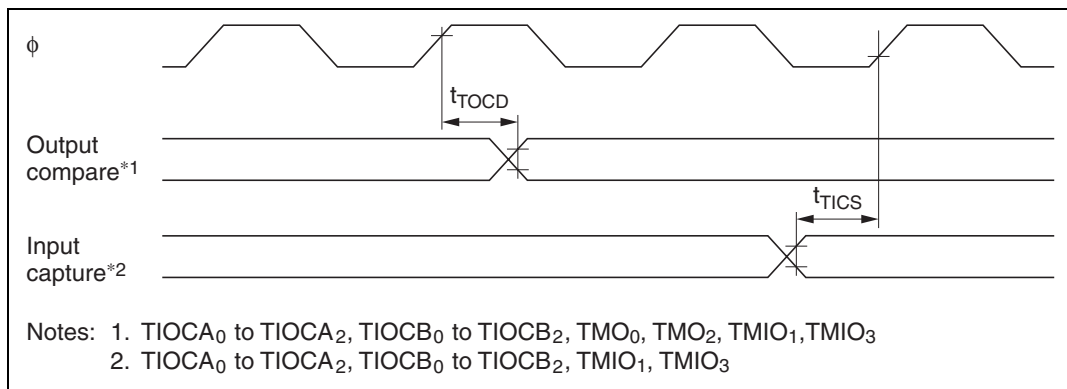 ϕ
tTOCD
Output
compare*1
tTICS
Input
capture*2
Notes: 1. TIOCA0 to TIOCA2, TIOCB0 to TIOCB2, TMO0, TMO2, TMIO1,TMIO3
2. TIOCA0 to TIOCA2, TIOCB0 to TIOCB2, TMIO1, TMIO3